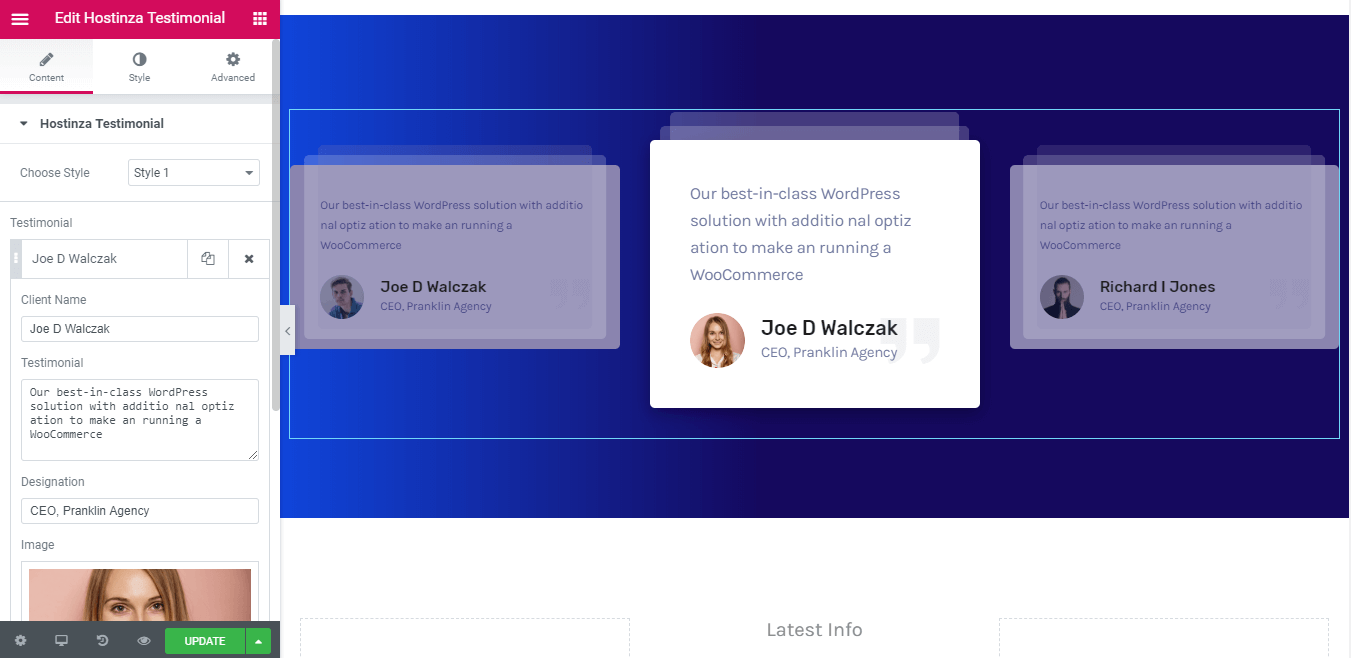 Edit Hostinza Testimonial
Content
Style
Advanced
Hostinza Testimonial
Choose Style
Style 1
Testimonial
Joe D Walczak
Client Name
Joe D Walczak
Testimonial
Our best-in-class WordPress
solution with additio nal optiz
ation to make an running a
WooCommerce
Designation
CEO, Pranklin Agency
Image
UPDATE
Our best-in-class WordPress solution with additio
nal optiz ation to make an running a
WooCommerce
Joe D Walczak
CEO, Pranklin Agency
Our best-in-class WordPress
solution with additio nal optiz
ation to make an running a
WooCommerce
Joe D Walczak
CEO, Pranklin Agency
Our best-in-class WordPress solution with additio
nal optiz ation to make an running a
WooCommerce
Richard I Jones
CEO, Pranklin Agency
Latest Info